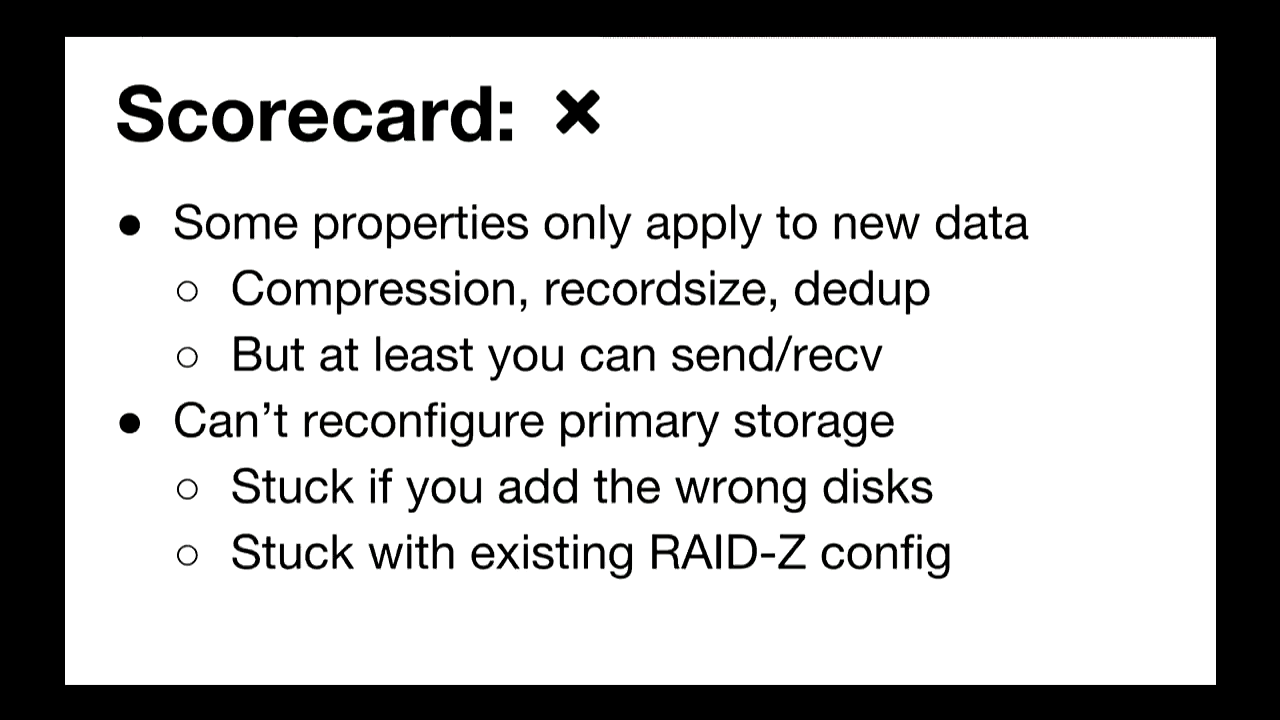 Scorecard: ✖
● Some properties only apply to new data
○ Compression, recordsize, dedup
○ But at least you can send/recv
● Can’t reconfigure primary storage
○ Stuck if you add the wrong disks
○ Stuck with existing RAID-Z config